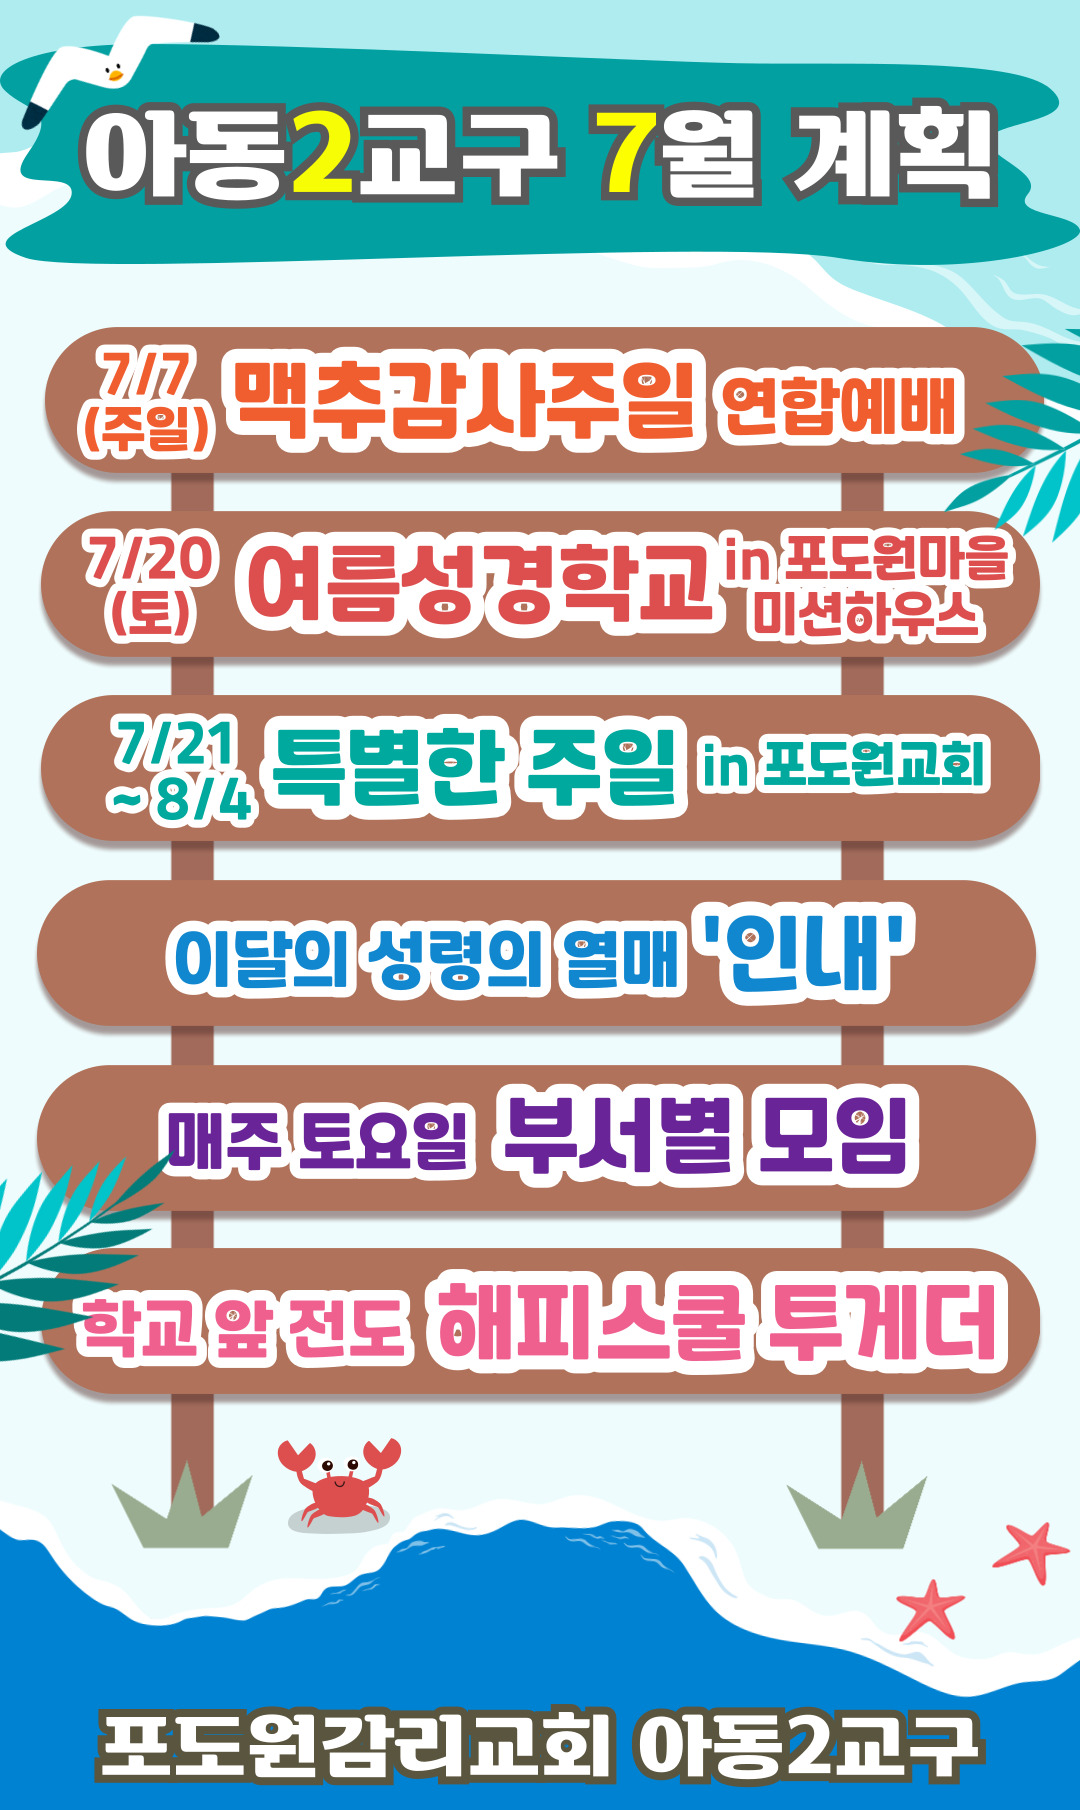 아동2교구 7월 계획
7/7
(주일)
맥추감사주일 연합예배
7/20
(토)
여름성경학교
in 포도원마을
미션하우스
7/21
~8/4
특별한 주일 in 포도원교회
이달의 성령의 열매 '인내'
매주 토요일 부서별 모임
학교 앞 전도 해피스쿨 투게더
포도원감리교회 아동2교구